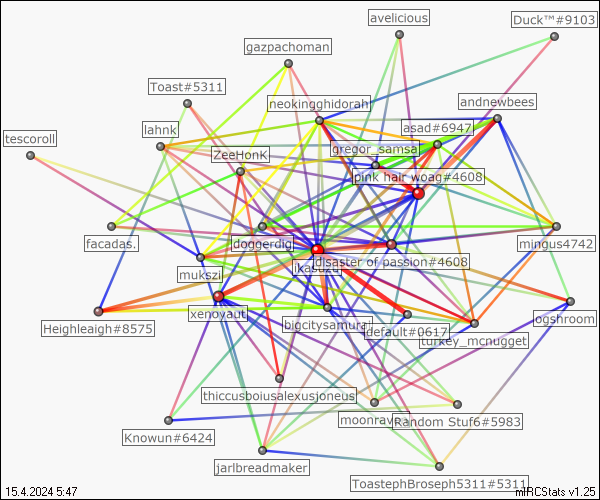 avelicious
Duck™#9103
gazpachoman
Toast#5311
neokingghidorah
andnewbees
tescoroll
lahnk
asad#6947
ZeeHonK
gregor_samsa
pink hair woag#4608
facadas.
doggerdig
mingus4742
disaster of passion#4608
mukszi
xenoyaut
ogshroom
Heighleaigh#8575
bigcitysamurai
default#0617
turkey_mcnugget
thiccusboiusalexusjoneus
moonrav
Random Stuf6#5983
Knowun#6424
jarlbreadmaker
ToastephBroseph5311#5311
15.4.2024 5:47
mIRCStats v1.25